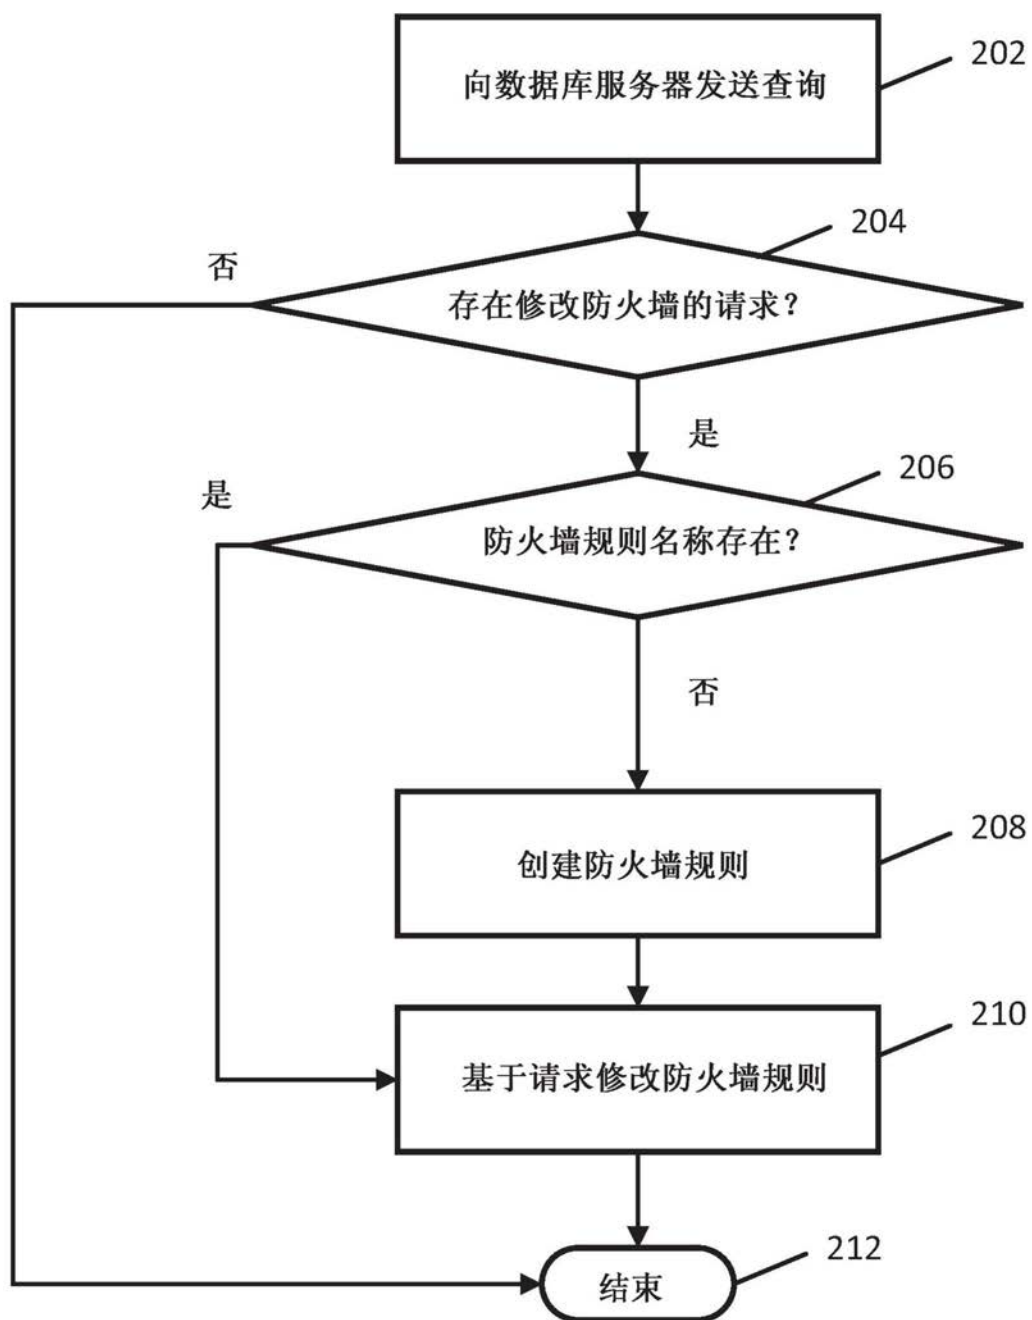 向数据库服务器发送查询
202
204
否
存在修改防火墙的请求？
是
206
是
防火墙规则名称存在？
否
208
创建防火墙规则
210
基于请求修改防火墙规则
212
结束